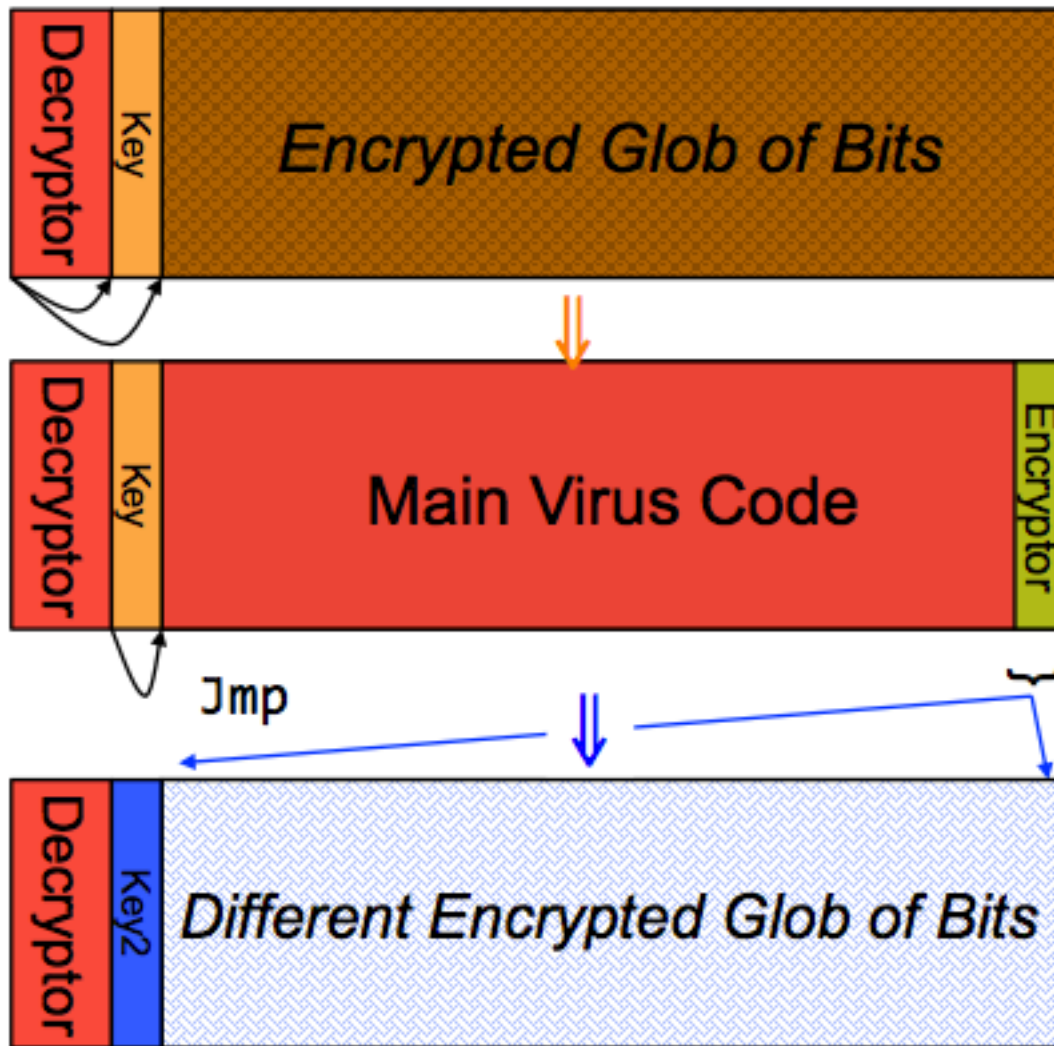 Decryptor
Key
Encrypted Glob of Bits
Decryptor
Key
Main Virus Code
Encryptor
Jmp
{
Decryptor
Key2
Different Encrypted Glob of Bits